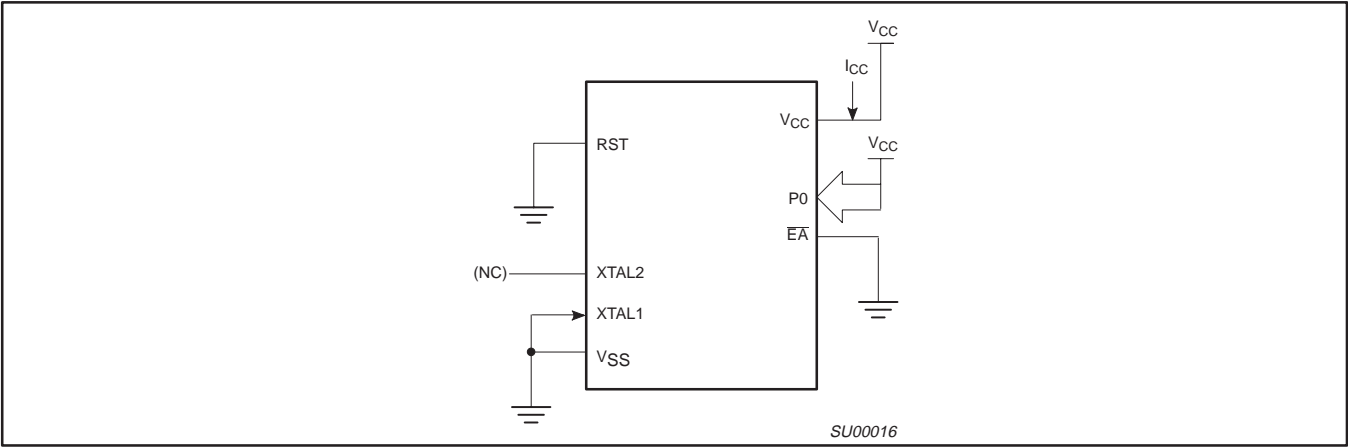 VCC
ICC
VCC
RST
VCC
P0
EA
(NC)
XTAL2
XTAL1
VSS
SU00016